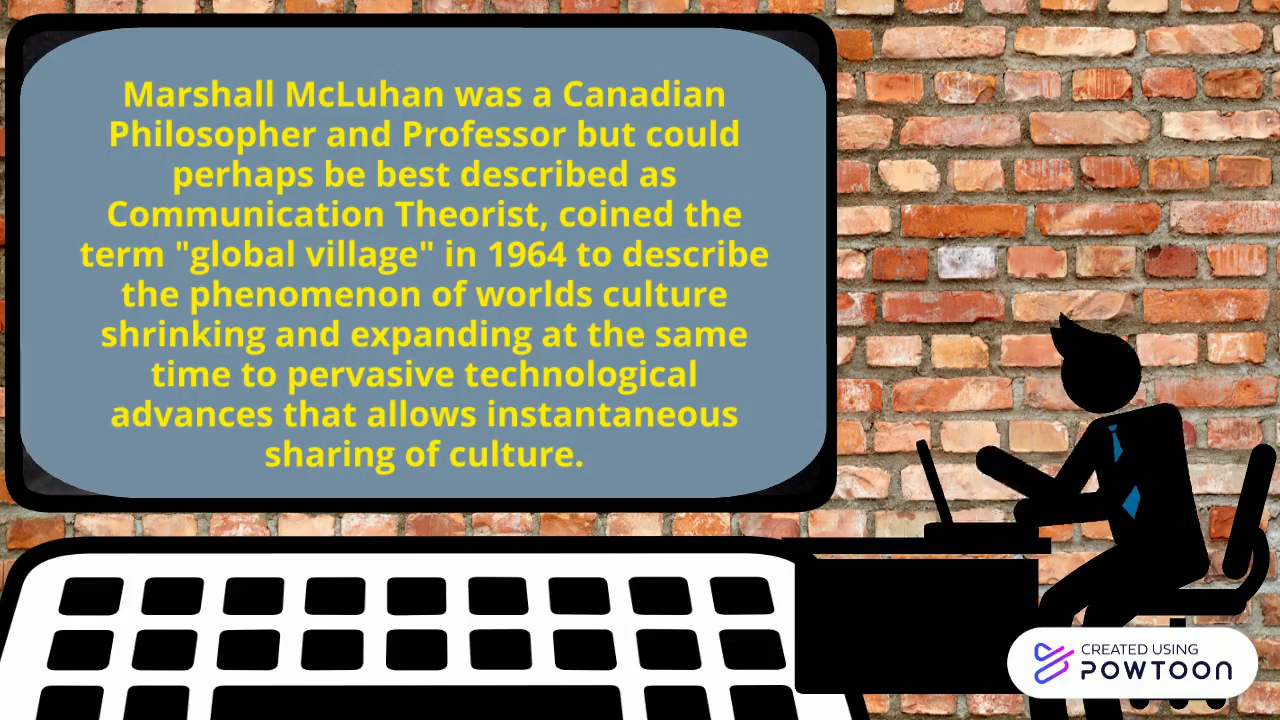 Marshall McLuhan was a Canadian
Philosopher and Professor but could
perhaps be best described as
Communication Theorist, coined the
term "global village" in 1964 to describe
the phenomenon of worlds culture
shrinking and expanding at the same
time to pervasive technological
advances that allows instantaneous
sharing of culture.
CREATED USING
POWTOON